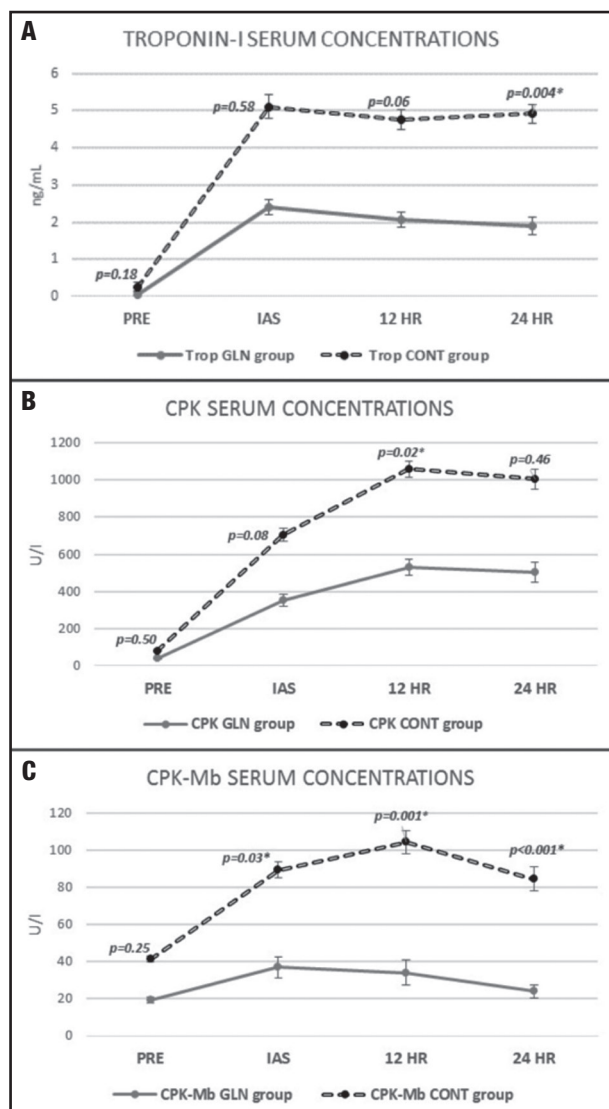 A
TROPONIN-I SERUM CONCENTRATIONS
6
5
4
3
2
1
0
ng/mL
p=0.18
p=0.58
p=0.06
p=0.004*
PRE
IAS
12 HR
24 HR
Trop GLN group
Trop CONT group
B
CPK SERUM CONCENTRATIONS
1200
1000
800
600
400
200
0
U/l
p=0.50
p=0.08
p=0.02*
p=0.46
PRE
IAS
12 HR
24 HR
CPK GLN group
CPK CONT group
C
CPK-Mb SERUM CONCENTRATIONS
120
100
80
60
40
20
0
U/l
p=0.25
p=0.03*
p=0.001*
p<0.001*
PRE
IAS
12 HR
24 HR
CPK-Mb GLN group
CPK-Mb CONT group